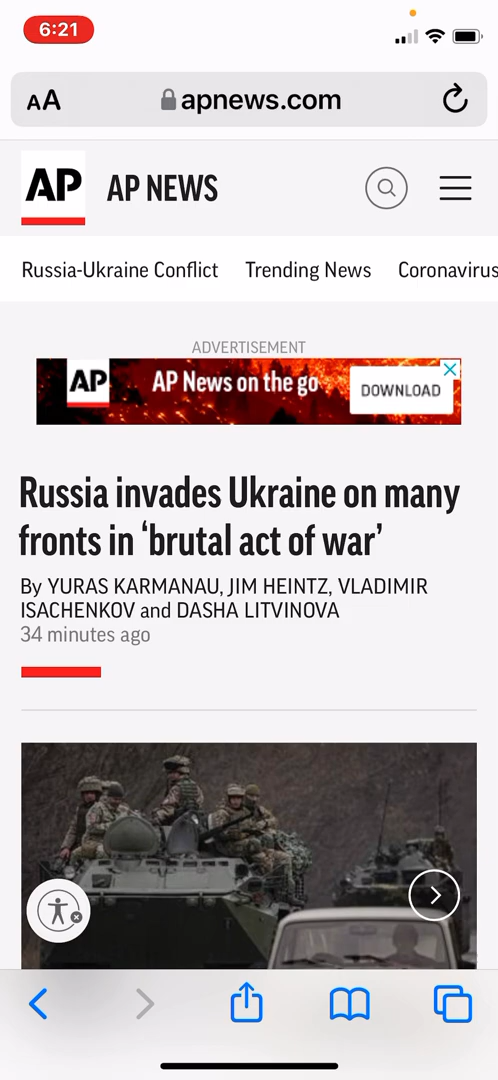 6:21
AA apnews.com
AP AP NEWS
Russia-Ukraine Conflict Trending News Coronavirus
ADVERTISEMENT
AP AP News on the go DOWNLOAD
Russia invades Ukraine on many
fronts in ‘brutal act of war’
By YURAS KARMANAU, JIM HEINTZ, VLADIMIR
ISACHENKOV and DASHA LITVINOVA
34 minutes ago